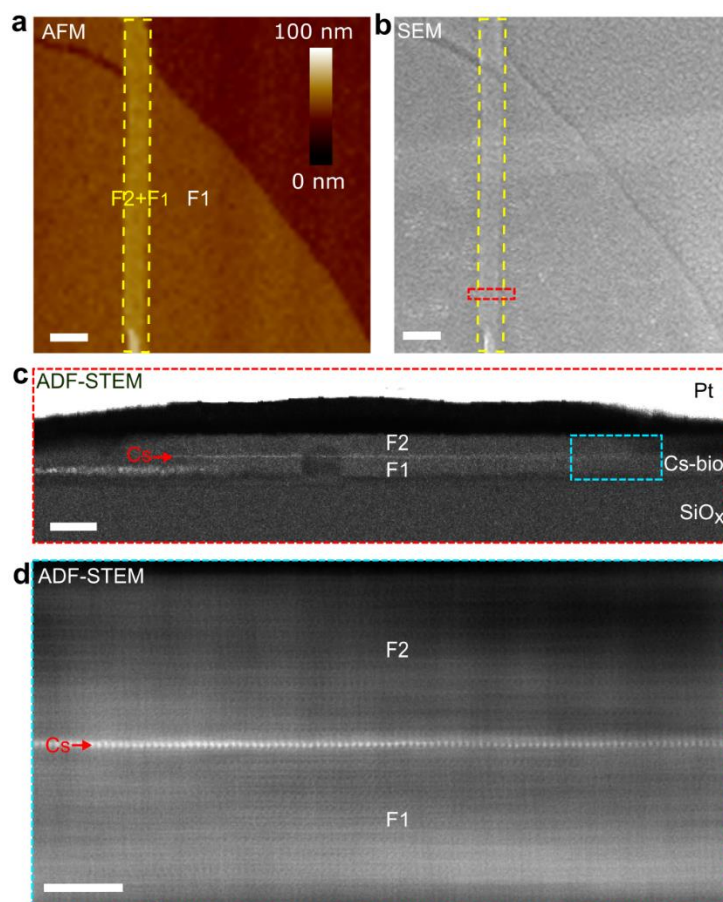 a
AFM
100 nm
0 nm
F2+F1
F1
b
SEM
c
ADF-STEM
Pt
F2
Cs
F1
Cs-bio
SiOx
d
ADF-STEM
F2
Cs
F1